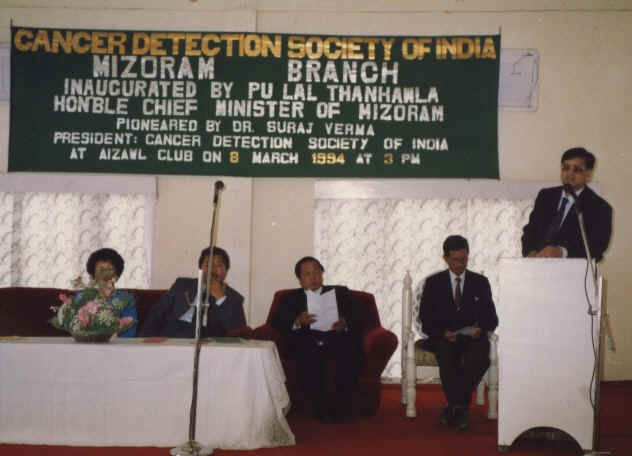 CANCER DETECTION SOCIETY OF INDIA
MIZORAM BRANCH
INAUGURATED BY PU LAL THANHAWLA
HON'BLE CHIEF MINISTER OF MIZORAM
PIONEARED BY DR. SURAJ VERMA
PRESIDENT: CANCER DETECTION SOCIETY OF INDIA
AT AIZAWL CLUB ON 8 MARCH 1994 AT 3 PM